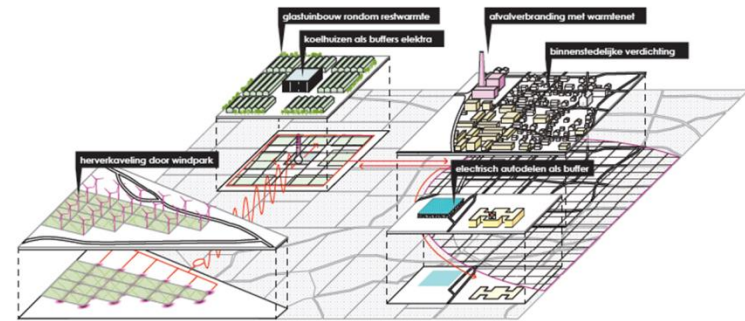 glastuinbouw rondom restwarmte
koelhuizen als buffers elektra
afvalverbranding met warmtenet
binnenstedelijke verdichting
herverkaveling door windpark
electrisch autodelen als buffer